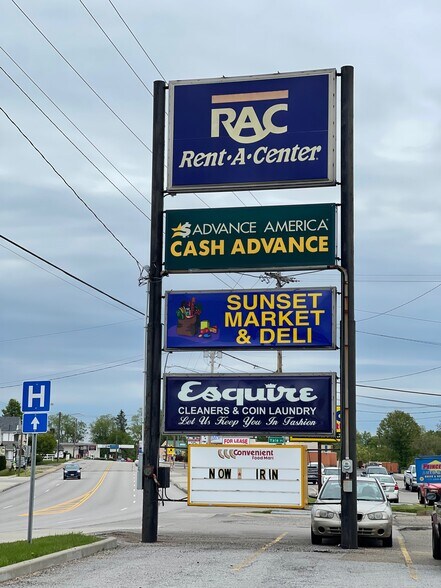 RAC
Rent-A-Center
ADVANCE AMERICA
CASH ADVANCE
SUNSET
MARKET
& DELI
Esquire
CLEANERS & COIN LAUNDRY
Let Us Keep You In Fashion
FOR LEASE
Convenient
Food Mart
NOW IRIN
H